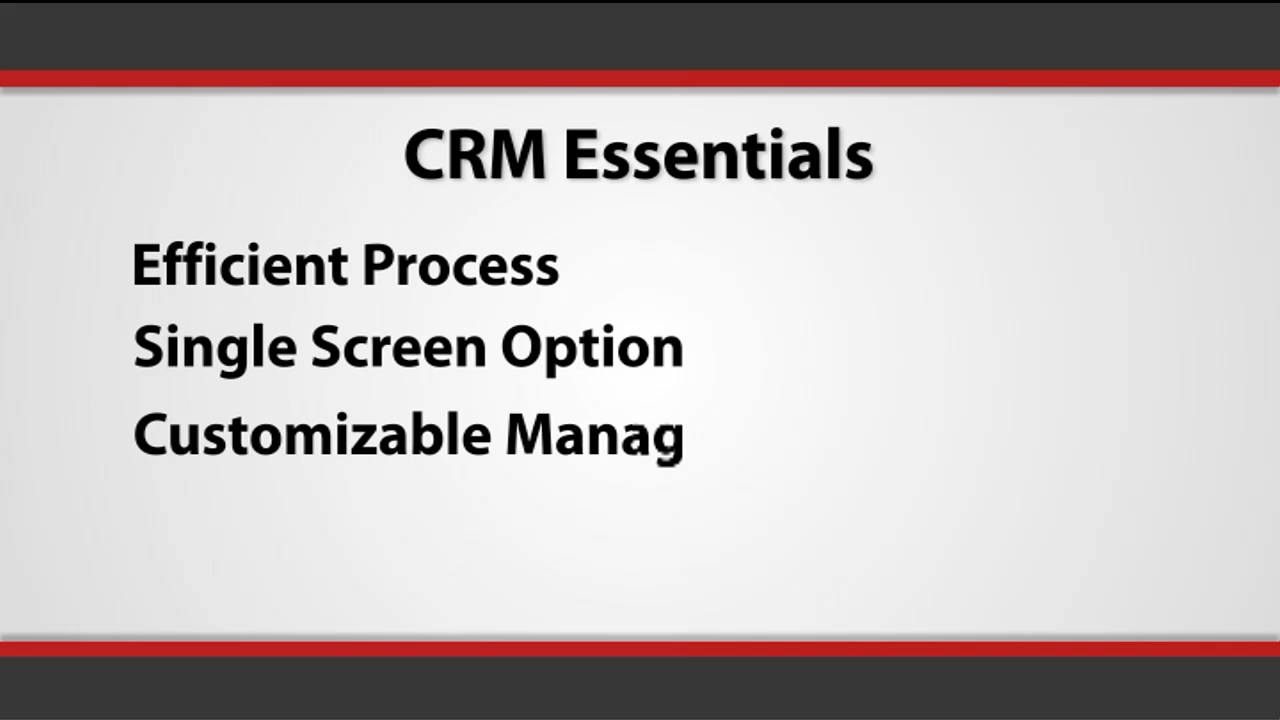 CRM Essentials
Efficient Process
Single Screen Option
Customizable Manag